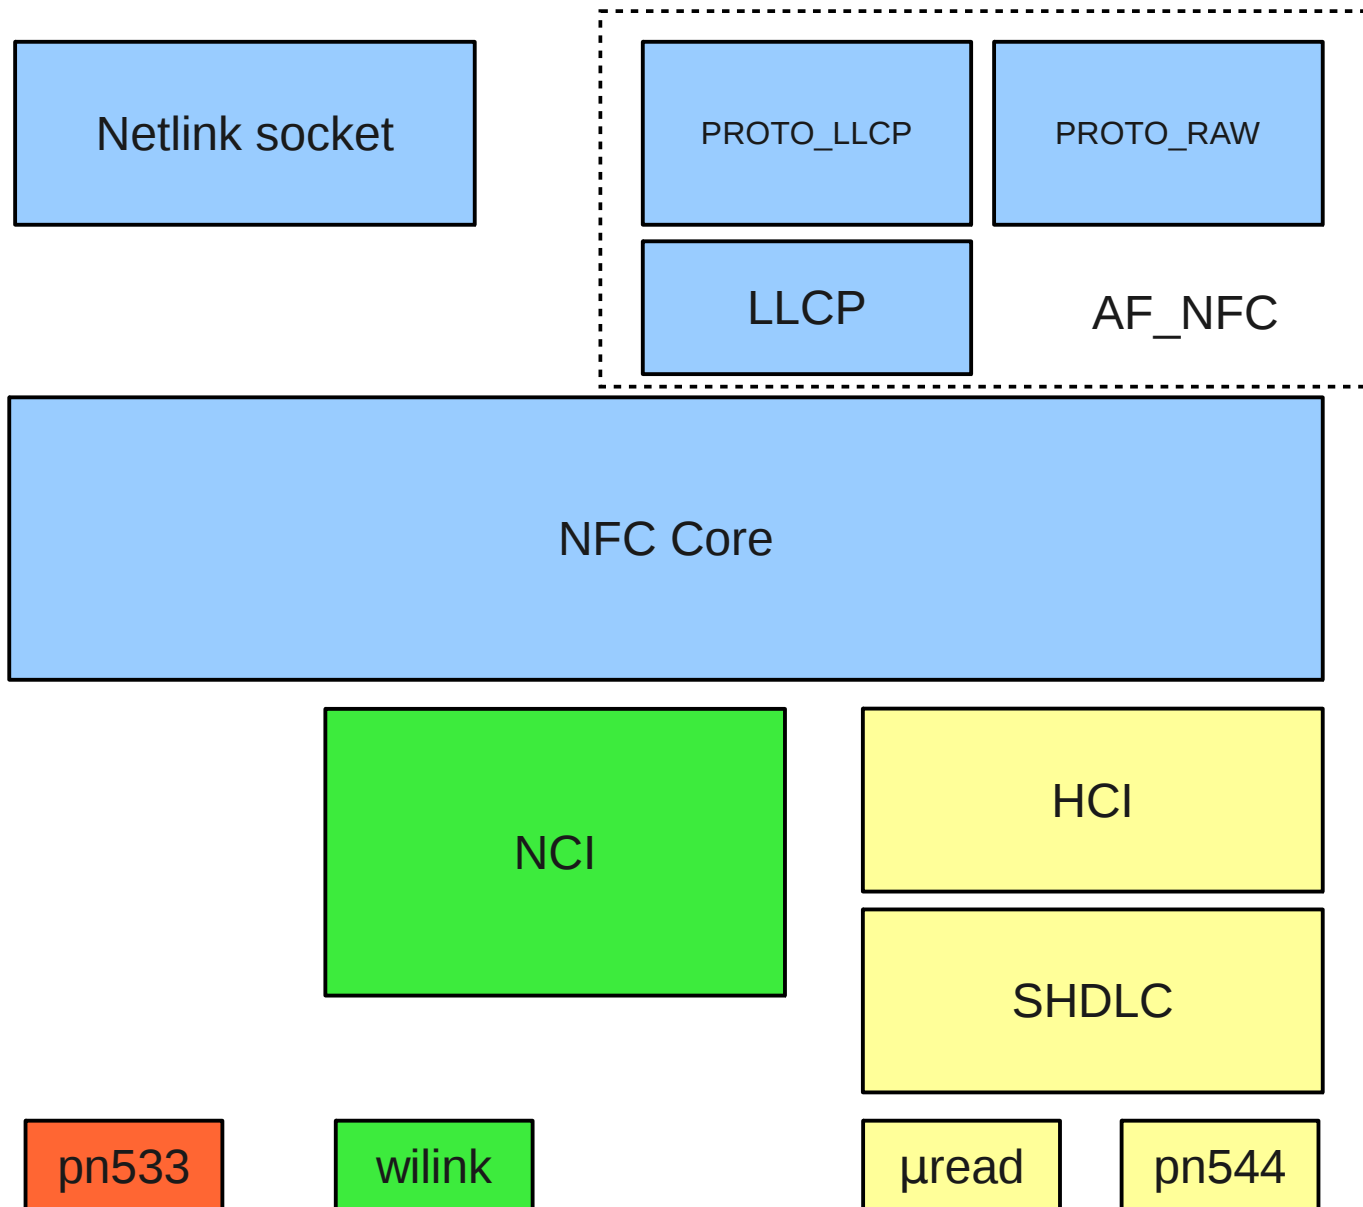 Netlink socket
PROTO_LLCP
PROTO_RAW
LLCP
AF_NFC
NFC Core
NCI
HCI
SHDLC
pn533
wilink
µread
pn544